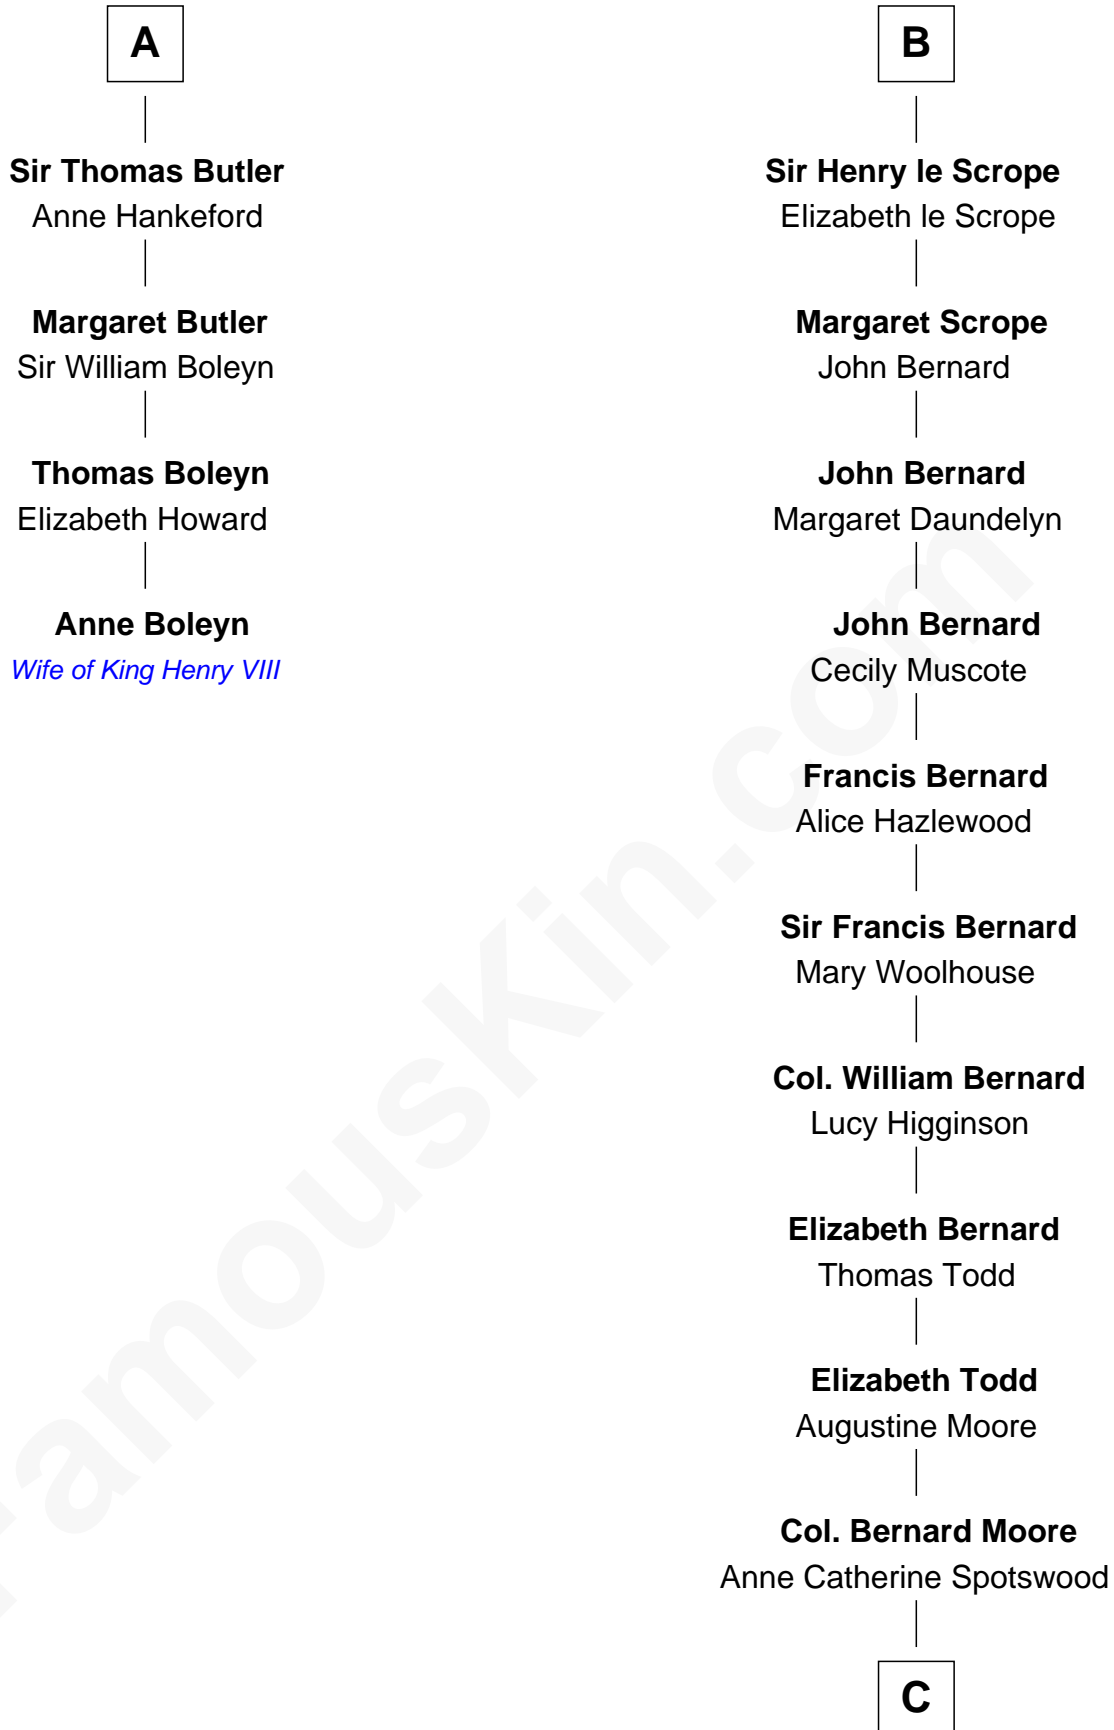 A
Sir Thomas Butler
Anne Hankeford
Margaret Butler
Sir William Boleyn
Thomas Boleyn
Elizabeth Howard
Anne Boleyn
Wife of King Henry VIII
B
Sir Henry le Scrope
Elizabeth le Scrope
Margaret Scrope
John Bernard
John Bernard
Margaret Daundelyn
John Bernard
Cecily Muscote
Francis Bernard
Alice Hazlewood
Sir Francis Bernard
Mary Woolhouse
Col. William Bernard
Lucy Higginson
Elizabeth Bernard
Thomas Todd
Elizabeth Todd
Augustine Moore
Col. Bernard Moore
Anne Catherine Spotswood
C
FamousKin.com